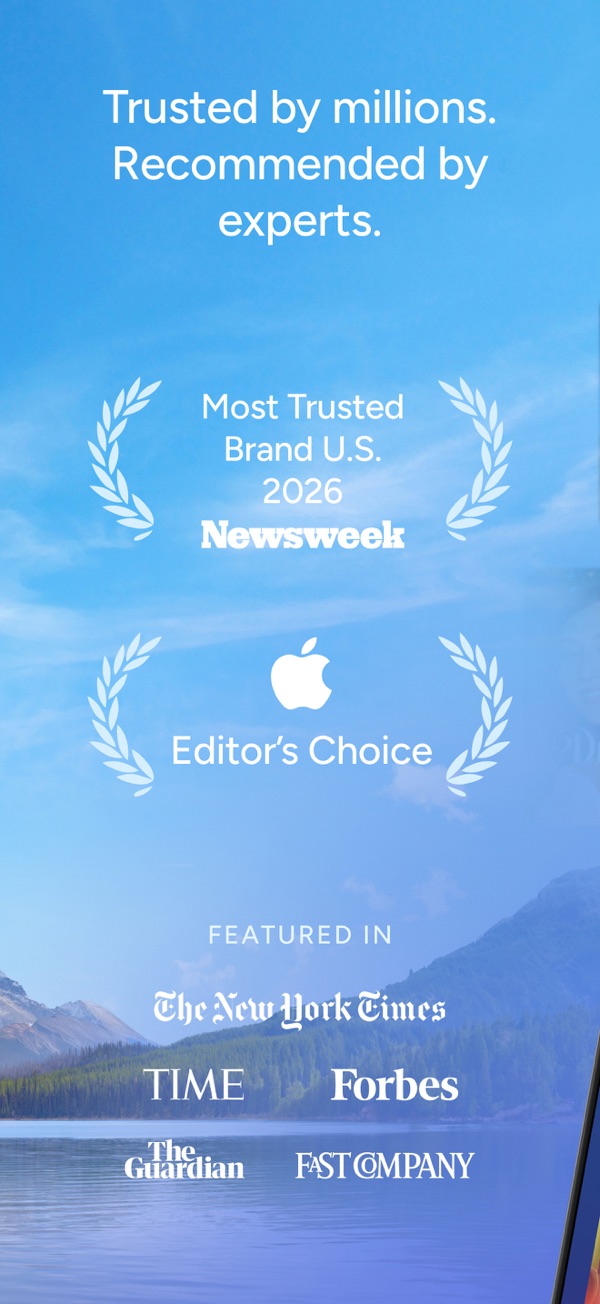 Trusted by millions.
Recommended by
experts.
Most Trusted
Brand U.S.
2026
Newsweek
Editor's Choice
FEATURED IN
The New York Times
TIME Forbes
The Guardian FAST COMPANY